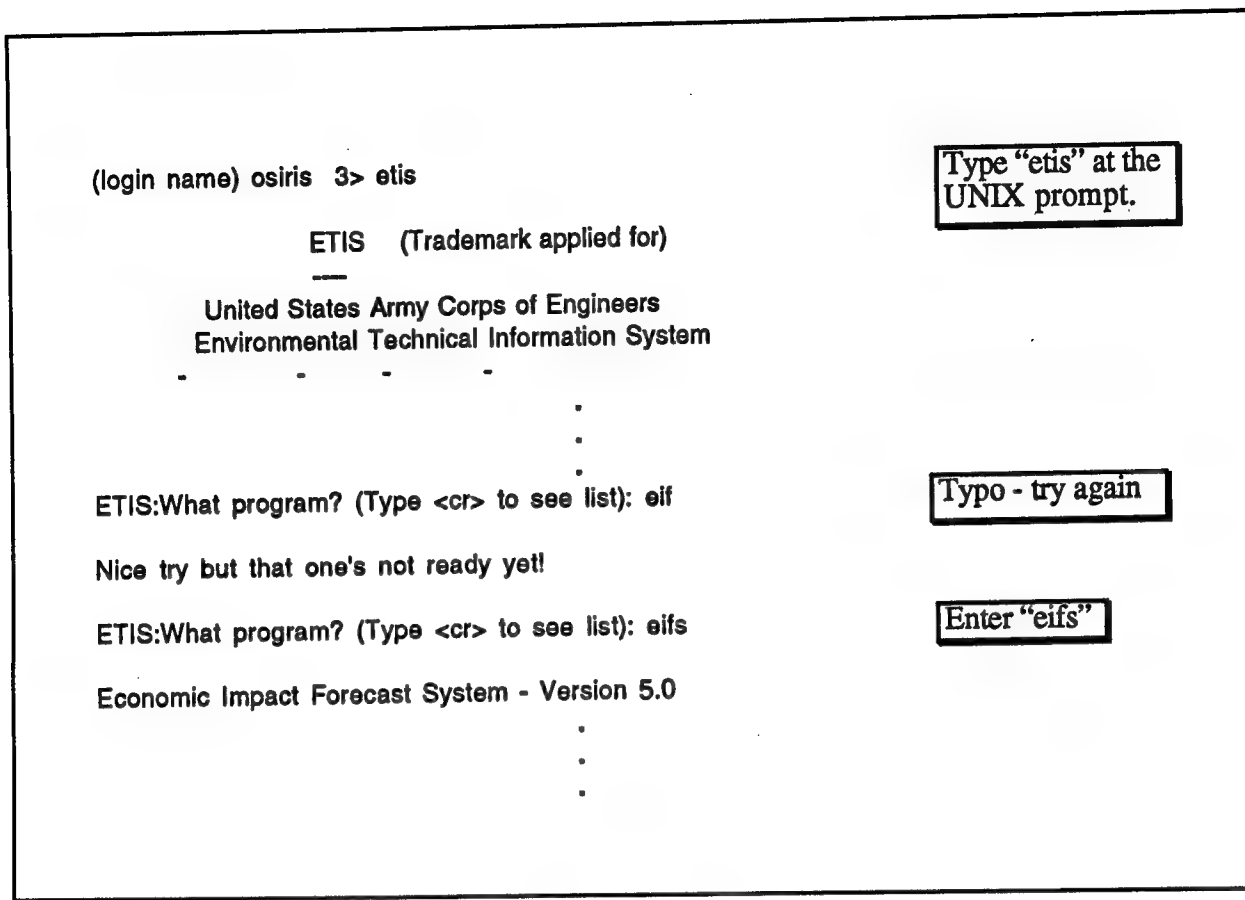 (login name) osiris 3> etis
Type “etis” at the
UNIX prompt.
ETIS (Trademark applied for)
----
United States Army Corps of Engineers
Environmental Technical Information System
- - - -
.
.
.
ETIS:What program? (Type <cr> to see list): eif
Typo - try again
Nice try but that one's not ready yet!
ETIS:What program? (Type <cr> to see list): eifs
Enter “eifs”
Economic Impact Forecast System - Version 5.0
.
.
.